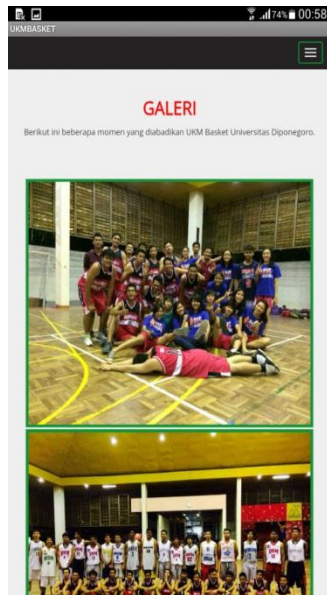 74% 00:58
UKMBASKET
GALERI
Berikut ini beberapa momen yang diabadikan UKM Basket Universitas Diponegoro.